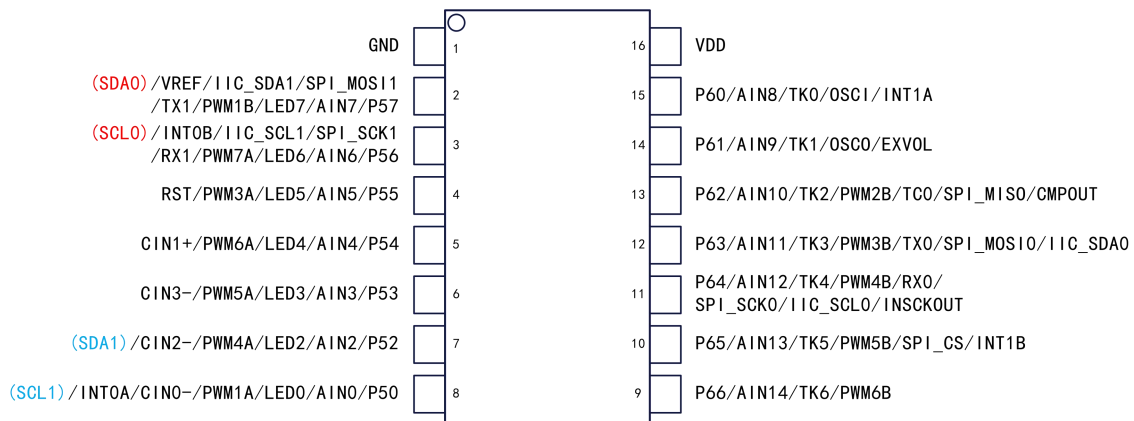 GND 1 16 VDD
(SDA0)/VREF/IIC_SDA1/SPI_MOSI1
/TX1/PWM1B/LED7/AIN7/P57
2 15 P60/AIN8/TK0/OSCI/INT1A
(SCL0)/INT0B/IIC_SCL1/SPI_SCK1
/RX1/PWM7A/LED6/AIN6/P56
3 14 P61/AIN9/TK1/OSCO/EXVOL
RST/PWM3A/LED5/AIN5/P55 4 13 P62/AIN10/TK2/PWM2B/TC0/SPI_MISO/CMPOUT
CIN1+/PWM6A/LED4/AIN4/P54 5 12 P63/AIN11/TK3/PWM3B/TX0/SPI_MOSI0/IIC_SDA0
CIN3-/PWM5A/LED3/AIN3/P53 6 11 P64/AIN12/TK4/PWM4B/RX0/
SPI_SCK0/IIC_SCL0/INSCKOUT
(SDA1)/CIN2-/PWM4A/LED2/AIN2/P52 7 10 P65/AIN13/TK5/PWM5B/SPI_CS/INT1B
(SCL1)/INT0A/CIN0-/PWM1A/LED0/AIN0/P50 8 9 P66/AIN14/TK6/PWM6B